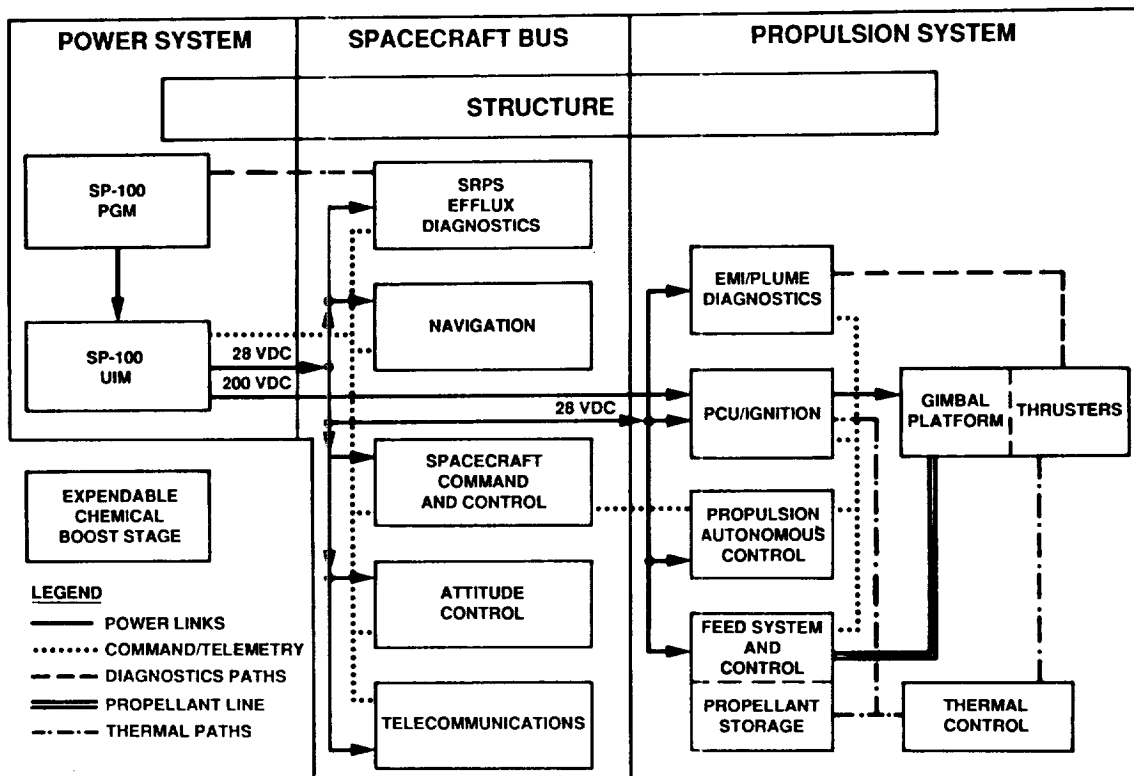 POWER SYSTEM
SPACECRAFT BUS
PROPULSION SYSTEM
STRUCTURE
SP-100
PGM
SP-100
UIM
28 VDC
200 VDC
EXPENDABLE
CHEMICAL
BOOST STAGE
LEGEND
POWER LINKS
COMMAND/TELEMETRY
DIAGNOSTICS PATHS
PROPELLANT LINE
THERMAL PATHS
SRPS
EFFLUX
DIAGNOSTICS
NAVIGATION
28 VDC
SPACECRAFT
COMMAND
AND CONTROL
ATTITUDE
CONTROL
TELECOMMUNICATIONS
EMI/PLUME
DIAGNOSTICS
PCU/IGNITION
PROPULSION
AUTONOMOUS
CONTROL
FEED SYSTEM
AND
CONTROL
PROPELLANT
STORAGE
GIMBAL
PLATFORM
THRUSTERS
THERMAL
CONTROL